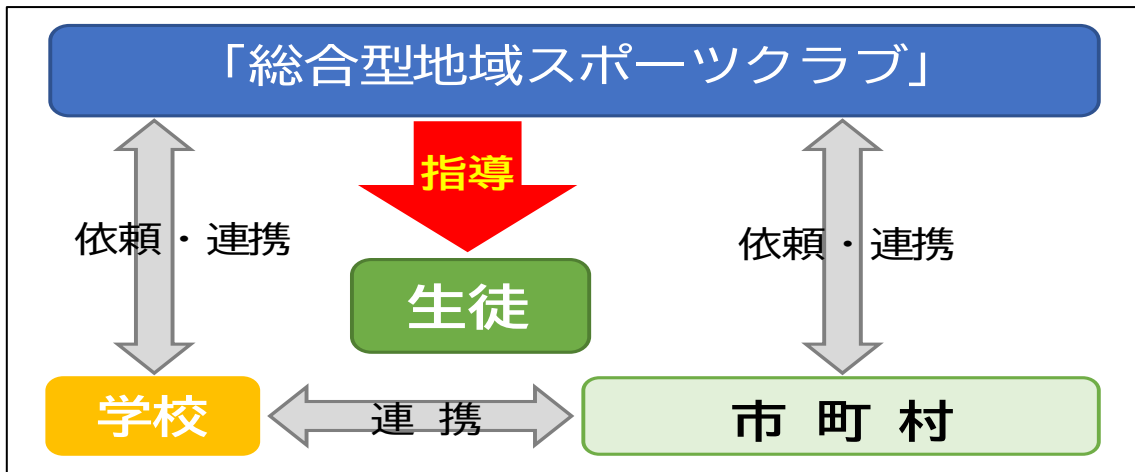 「総合型地域スポーツクラブ」
指導
依頼・連携
依頼・連携
生徒
学校
連 携
市 町 村